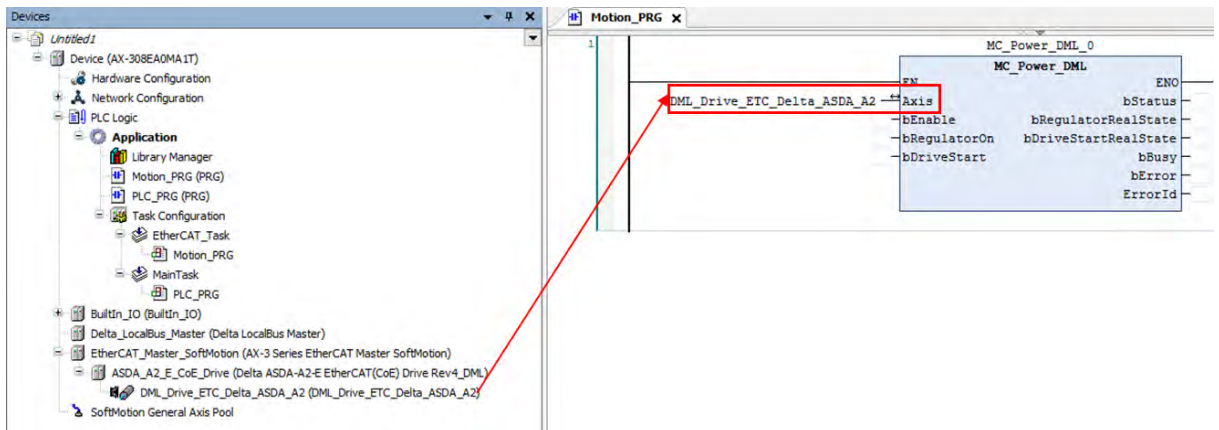 Devices
Untitled1
Device (AX-308EA0MA1T)
Hardware Configuration
Network Configuration
PLC Logic
Application
Library Manager
Motion_PRG (PRG)
PLC_PRG (PRG)
Task Configuration
EtherCAT_Task
Motion_PRG
MainTask
PLC_PRG
BuiltIn_IO (BuiltIn_IO)
Delta_LocalBus_Master (Delta LocalBus Master)
EtherCAT_Master_SoftMotion (AX-3 Series EtherCAT Master SoftMotion)
ASDA_A2_E_CoE_Drive (Delta ASDA-A2-E EtherCAT(CoE) Drive Rev4_DML)
DML_Drive_ETC_Delta_ASDA_A2 (DML_Drive_ETC_Delta_ASDA_A2)
SoftMotion General Axis Pool
Motion_PRG
1
MC_Power_DML_0
MC_Power_DML
EN ENO
DML_Drive_ETC_Delta_ASDA_A2 Axis bStatus
bEnable bRegulatorRealState
bRegulatorOn bDriveStartRealState
bDriveStart bBusy
bError
ErrorId